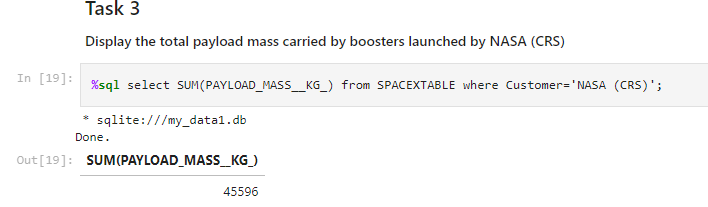 Task 3
Display the total payload mass carried by boosters launched by NASA (CRS)
In [19]: %sql select SUM(PAYLOAD_MASS__KG_) from SPACEXTABLE where Customer='NASA (CRS)';
* sqlite:///my_data1.db
Done.
Out[19]: SUM(PAYLOAD_MASS__KG_)
45596